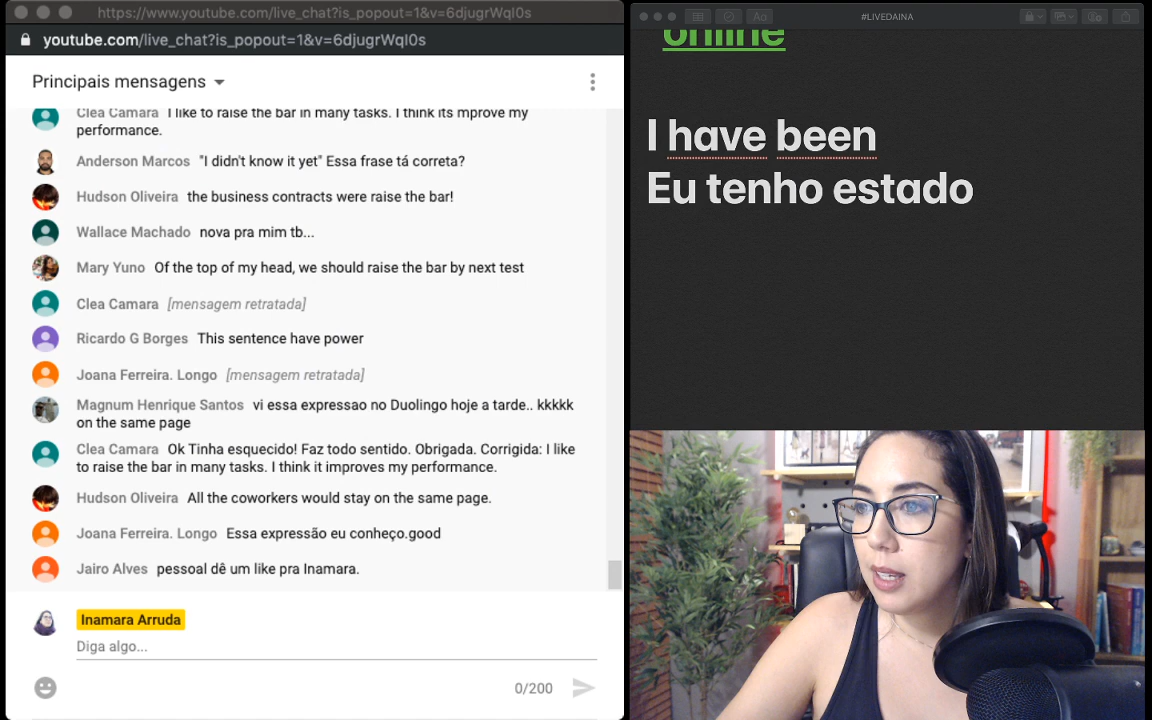 https://www.youtube.com/live_chat?is_popout=1&v=6djugrWqI0s
youtube.com/live_chat?is_popout=1&v=6djugrWqI0s
Principais mensagens
Clea Camara I like to raise the bar in many tasks. I think its mprove my
performance.
Anderson Marcos "I didn't know it yet" Essa frase tá correta?
Hudson Oliveira the business contracts were raise the bar!
Wallace Machado nova pra mim tb...
Mary Yuno Of the top of my head, we should raise the bar by next test
Clea Camara [mensagem retratada]
Ricardo G Borges This sentence have power
Joana Ferreira. Longo [mensagem retratada]
Magnum Henrique Santos vi essa expressao no Duolingo hoje a tarde.. kkkkk
on the same page
Clea Camara Ok Tinha esquecido! Faz todo sentido. Obrigada. Corrigida: I like
to raise the bar in many tasks. I think it improves my performance.
Hudson Oliveira All the coworkers would stay on the same page.
Joana Ferreira. Longo Essa expressão eu conheço.good
Jairo Alves pessoal dê um like pra Inamara.
Inamara Arruda
Diga algo...
0/200
Aa
#LIVEDAINA
online
I have been
Eu tenho estado